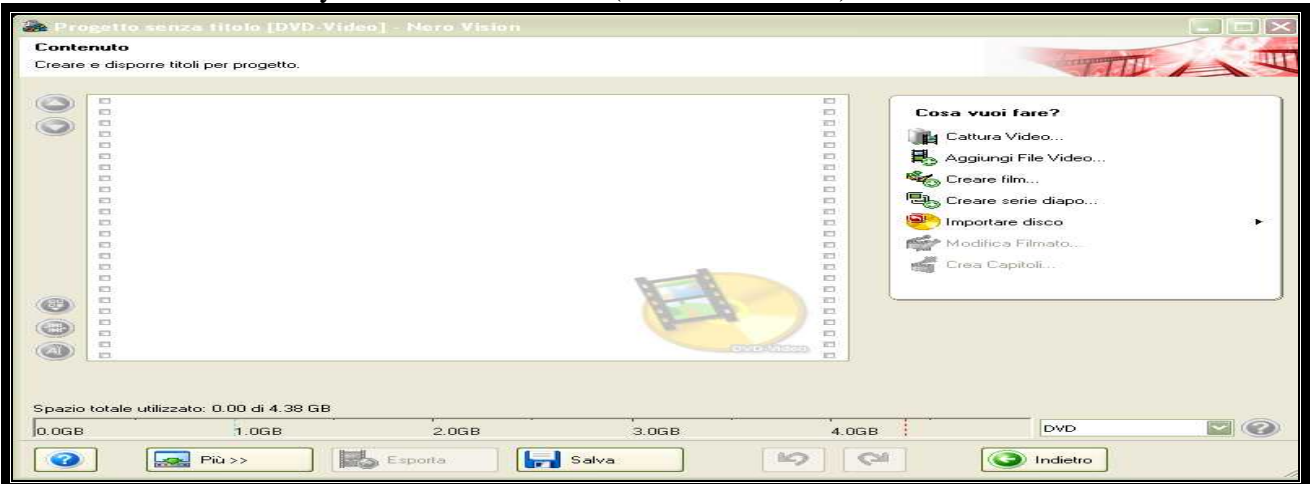 Progetto senza titolo [DVD-Video] - Nero Vision
Contenuto
Creare e disporre titoli per progetto.
Cosa vuoi fare?
Cattura Video...
Aggiungi File Video...
Creare film...
Creare serie diapo...
Importare disco
Modifica Filmato...
Crea Capitoli...
DVD-Video
Spazio totale utilizzato: 0.00 di 4.38 GB
0.0GB 1.0GB 2.0GB 3.0GB 4.0GB DVD
Più >> Esporta Salva Indietro